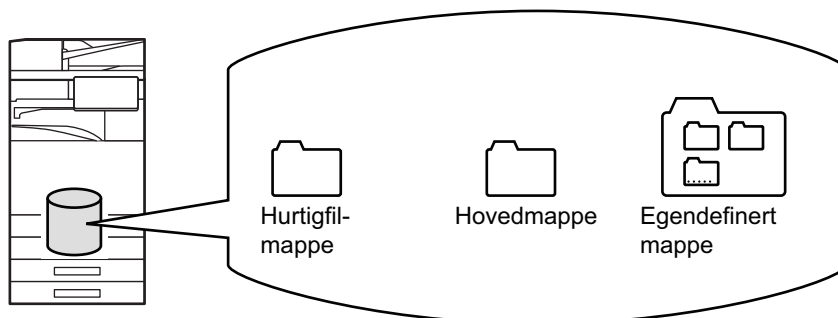 Hurtigfil-
mappe
Hovedmappe
Egendefinert
mappe